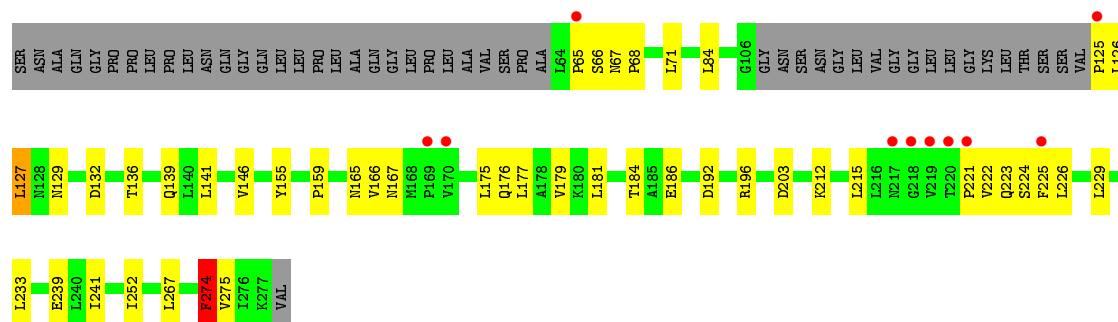 SER ASN ALA GLN GLY PRO PRO LEU LEU PRO LEU ASN GLN GLY GLN LEU LEU PRO LEU ALA GLN GLY LEU PRO LEU ALA VAL SER PRO ALA L64 P65 S66 N67 P68 L71 L84 G106 GLY ASN SER SER ASN GLY LEU VAL GLY GLY LEU LEU GLY LYS LEU THR SER SER VAL P125 L126
L127 N128 N129 D132 T136 Q139 L140 L141 V146 Y155 P159 N165 V166 N167 M168 P169 V170 L175 Q176 L177 A178 V179 K180 L181 T184 A185 E186 D192 R196 D203 K212 L215 L216 N217 G218 V219 T220 P221 V222 Q223 S224 F225 L226 L229
L233 E239 L240 I241 I252 L267 F274 V275 I276 K277 VAL